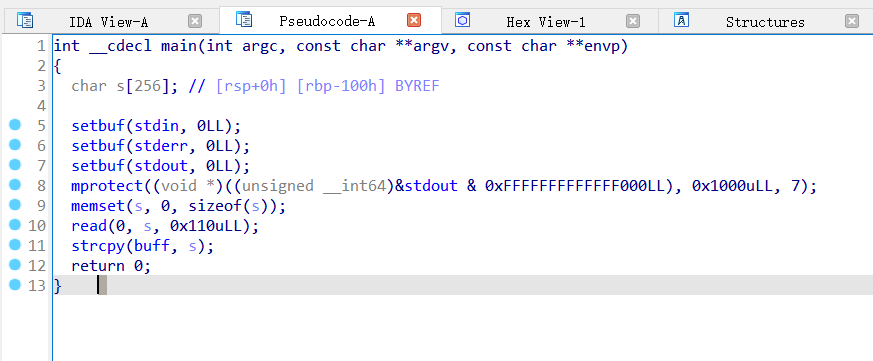 IDA View-A Pseudocode-A Hex View-1 Structures
1 int __cdecl main(int argc, const char **argv, const char **envp)
2 {
3 char s[256]; // [rsp+0h] [rbp-100h] BYREF
4
5 setbuf(stdin, 0LL);
6 setbuf(stderr, 0LL);
7 setbuf(stdout, 0LL);
8 mprotect((void *)((unsigned __int64)&stdout & 0xFFFFFFFFFFFFF000LL), 0x1000uLL, 7);
9 memset(s, 0, sizeof(s));
10 read(0, s, 0x110uLL);
11 strcpy(buff, s);
12 return 0;
13 }